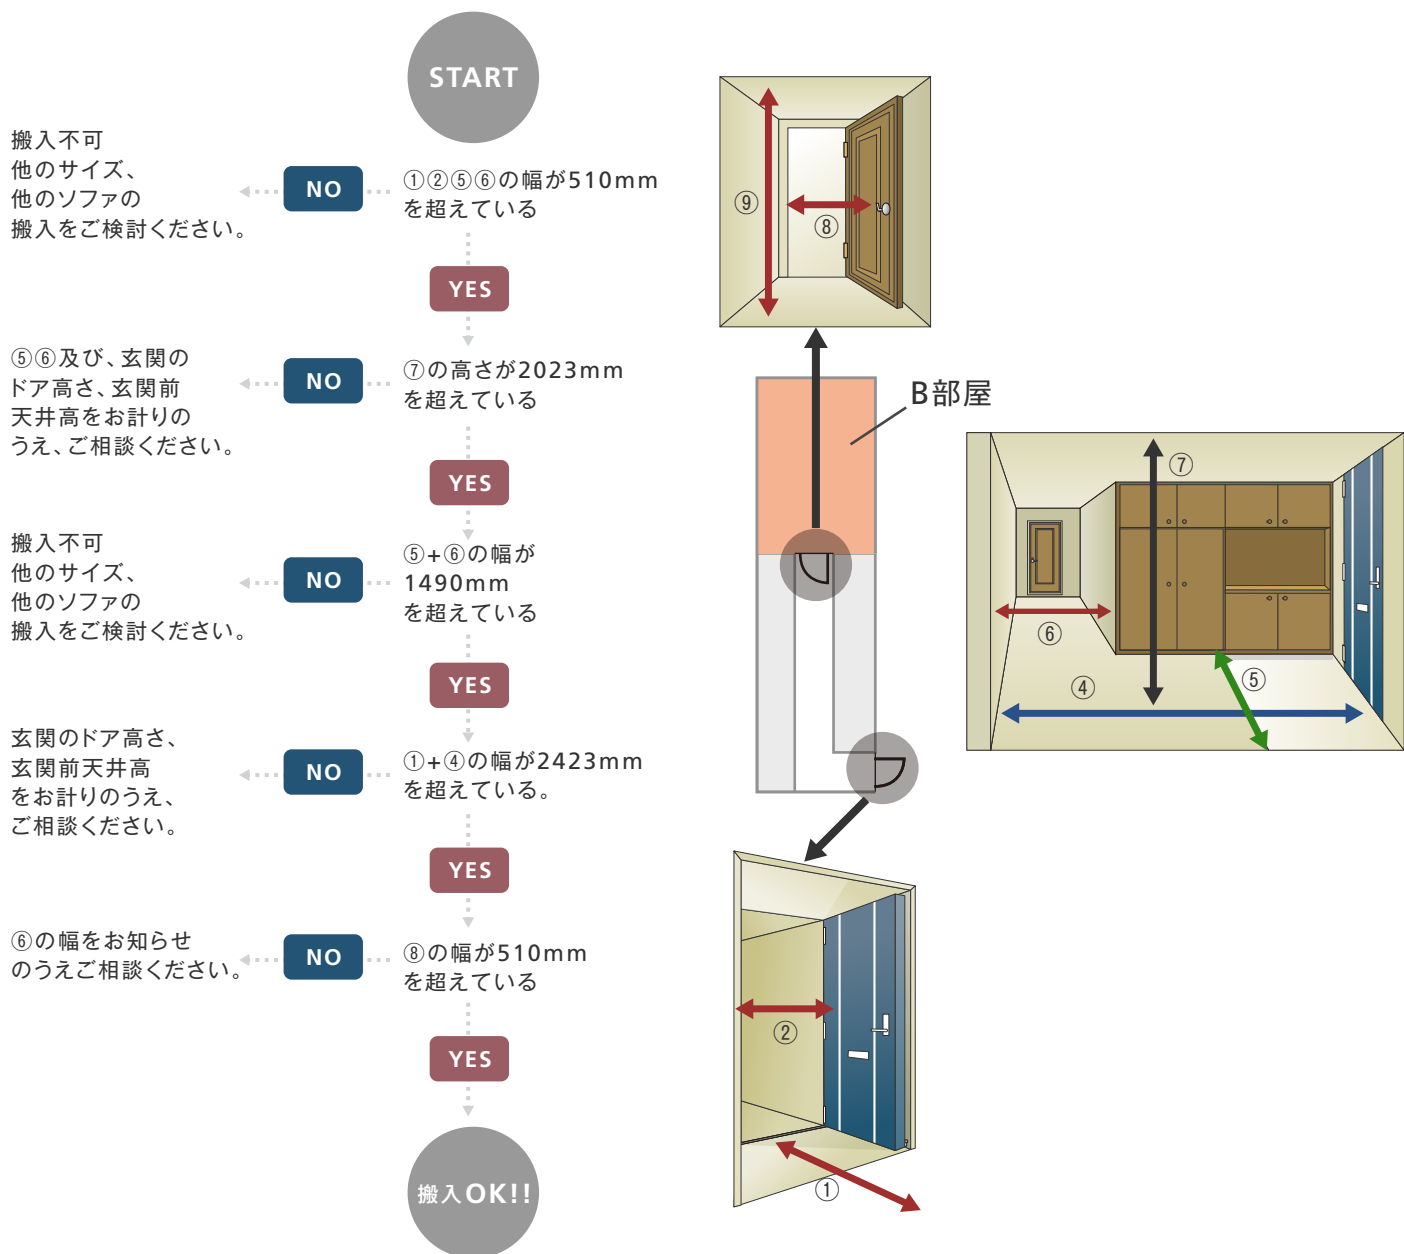 START
①②⑤⑥の幅が510mm
を超えている
NO
搬入不可
他のサイズ、
他のソファの
搬入をご検討ください。
YES
⑦の高さが2023mm
を超えている
NO
⑤⑥及び、玄関の
ドア高さ、玄関前
天井高をお計りの
うえ、ご相談ください。
YES
⑤+⑥の幅が
1490mm
を超えている
NO
搬入不可
他のサイズ、
他のソファの
搬入をご検討ください。
YES
①+④の幅が2423mm
を超えている。
NO
玄関のドア高さ、
玄関前天井高
をお計りのうえ、
ご相談ください。
YES
⑧の幅が510mm
を超えている
NO
⑥の幅をお知らせ
のうえご相談ください。
YES
搬入OK!!
⑨
⑧
B部屋
⑦
⑥
④
⑤
②
①